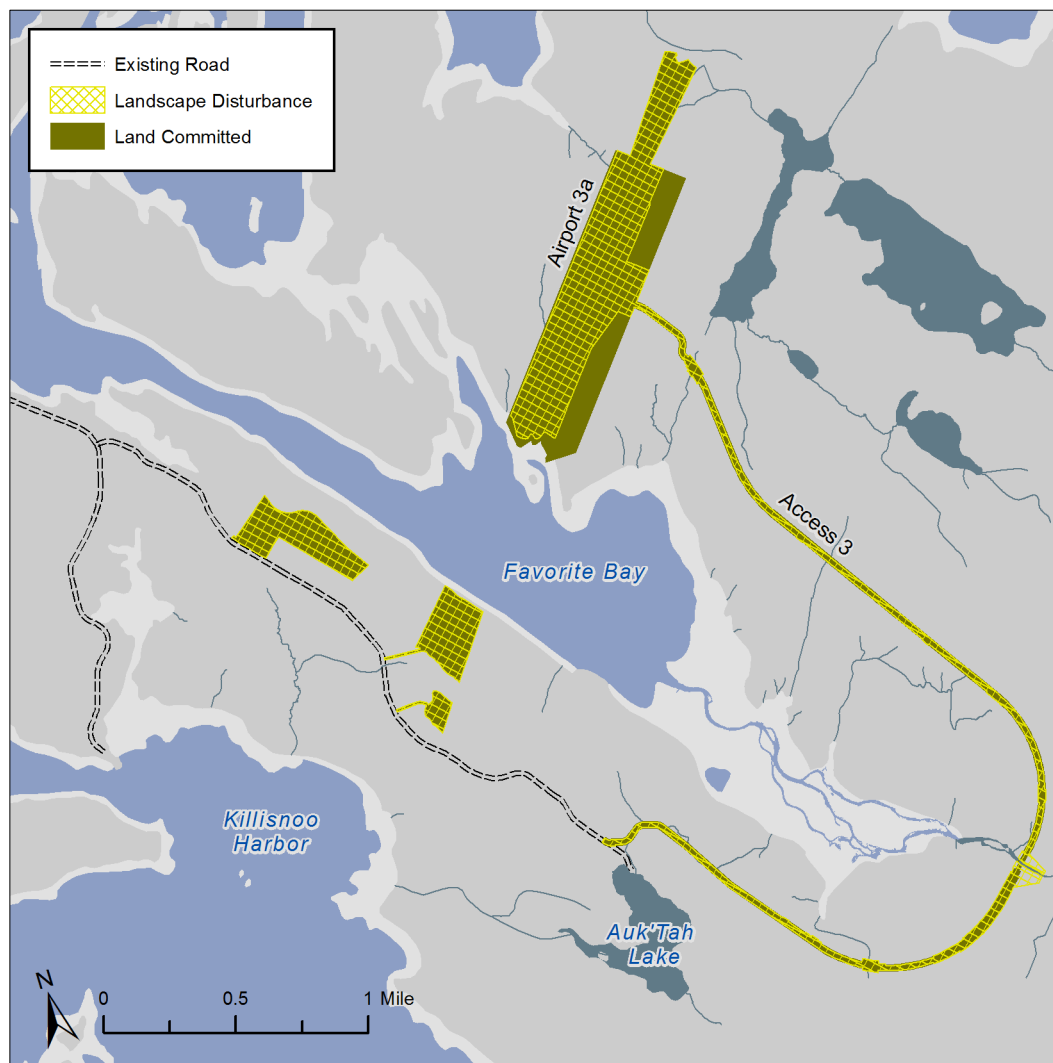 Existing Road
Landscape Disturbance
Land Committed
Airport 3a
Access 3
Favorite Bay
Killisnoo
Harbor
Auk'Tah
Lake
N
0 0.5 1 Mile